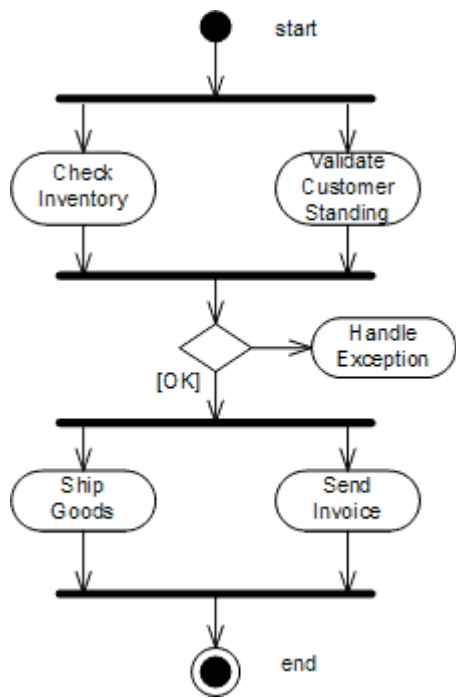 start
Check
Inventory
Validate
Customer
Standing
Handle
Exception
[OK]
Ship
Goods
Send
Invoice
end